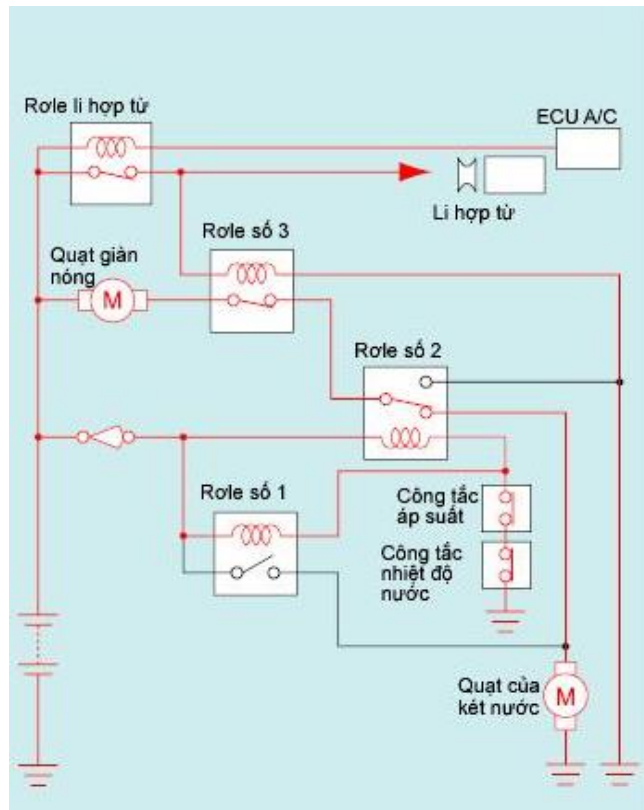 Rơle li hợp từ
ECU A/C
Li hợp từ
Rơle số 3
Quạt giàn
nóng
M
Rơle số 2
Rơle số 1
Công tắc
áp suất
Công tắc
nhiệt độ
nước
Quạt của
két nước
M